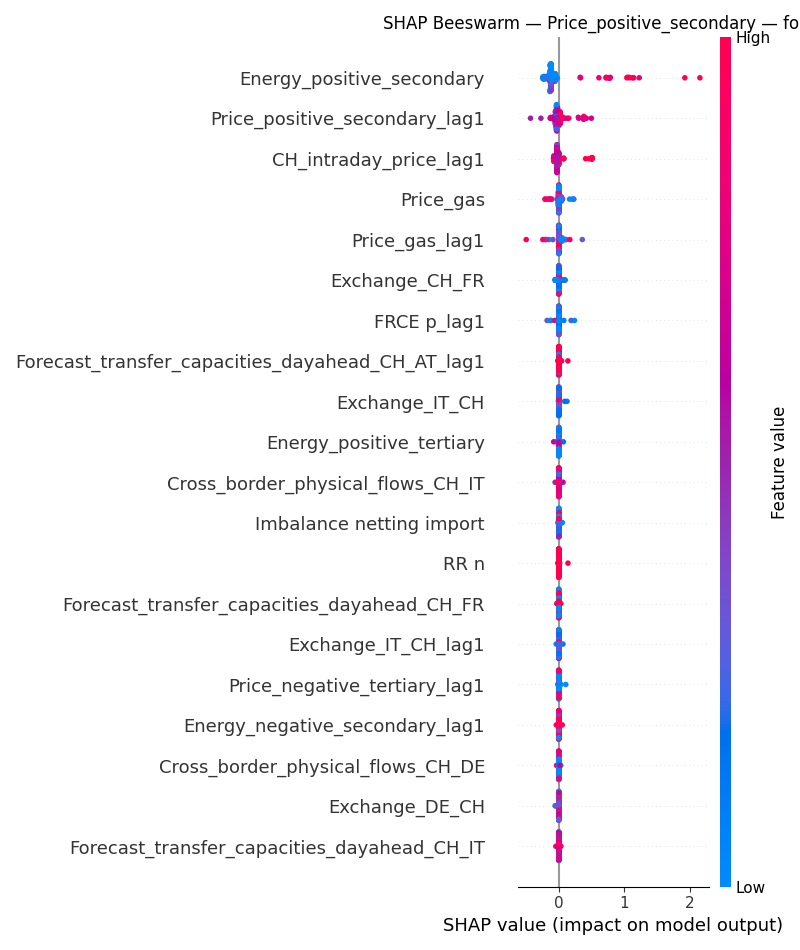 SHAP Beeswarm — Price_positive_secondary — fo
High
Energy_positive_secondary
Price_positive_secondary_lag1
CH_intraday_price_lag1
Price_gas
Price_gas_lag1
Exchange_CH_FR
FRCE p_lag1
Forecast_transfer_capacities_dayahead_CH_AT_lag1
Exchange_IT_CH
Energy_positive_tertiary
Cross_border_physical_flows_CH_IT
Imbalance netting import
RR n
Forecast_transfer_capacities_dayahead_CH_FR
Exchange_IT_CH_lag1
Price_negative_tertiary_lag1
Energy_negative_secondary_lag1
Cross_border_physical_flows_CH_DE
Exchange_DE_CH
Forecast_transfer_capacities_dayahead_CH_IT
Feature value
Low
0 1 2
SHAP value (impact on model output)